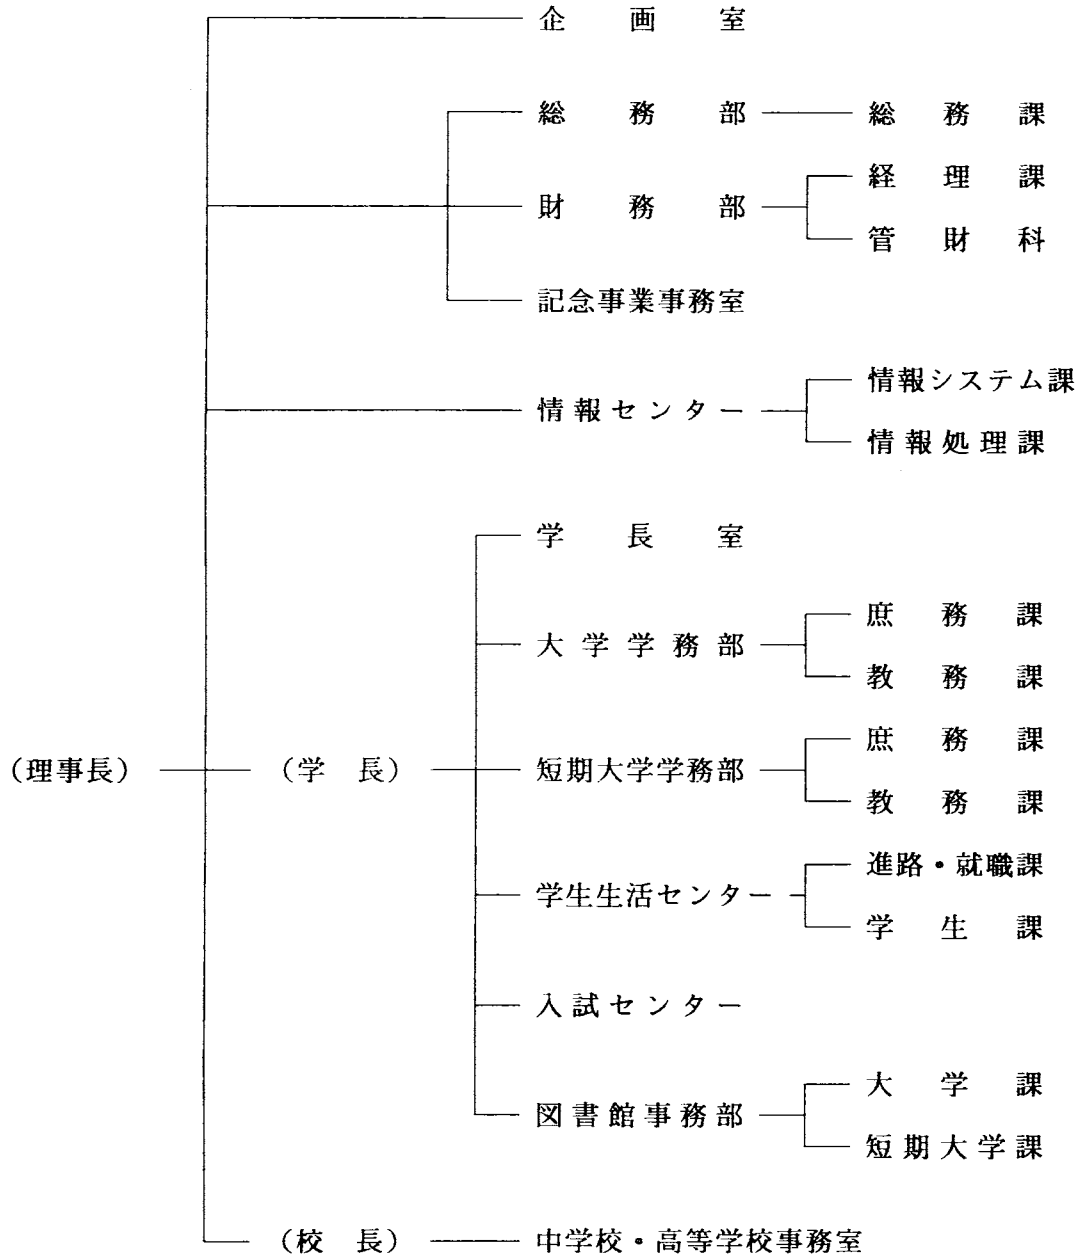 企画室
総務部 総務課
経理課
財務部
管財科
記念事業事務室
情報システム課
情報センター
情報処理課
学長室
庶務課
大学学務部
教務課
庶務課
(理事長) (学長) 短期大学学務部
教務課
進路・就職課
学生生活センター
学生課
入試センター
大学課
図書館事務部
短期大学課
(校長) 中学校・高等学校事務室